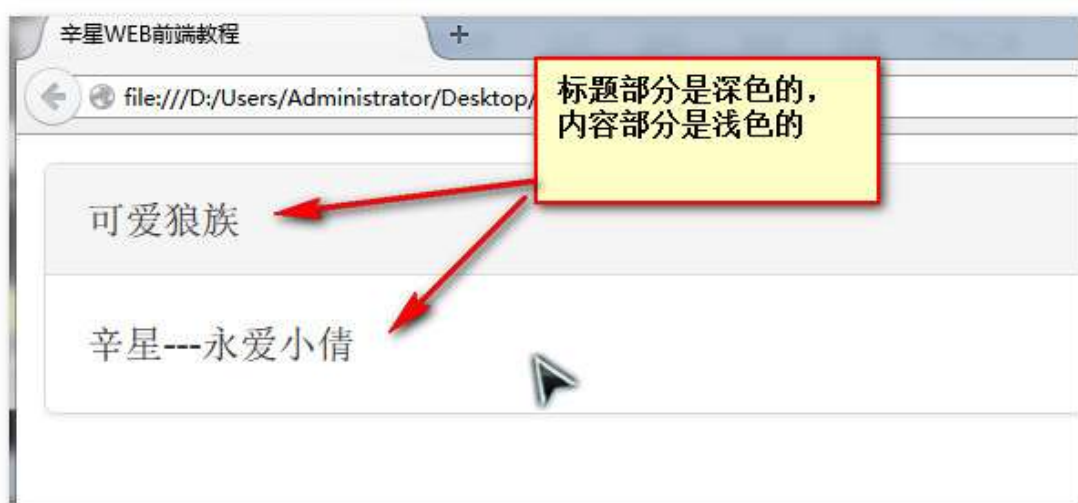 辛星WEB前端教程
+
file:///D:/Users/Administrator/Desktop/
标题部分是深色的，
内容部分是浅色的
可爱狼族
辛星---永爱小倩